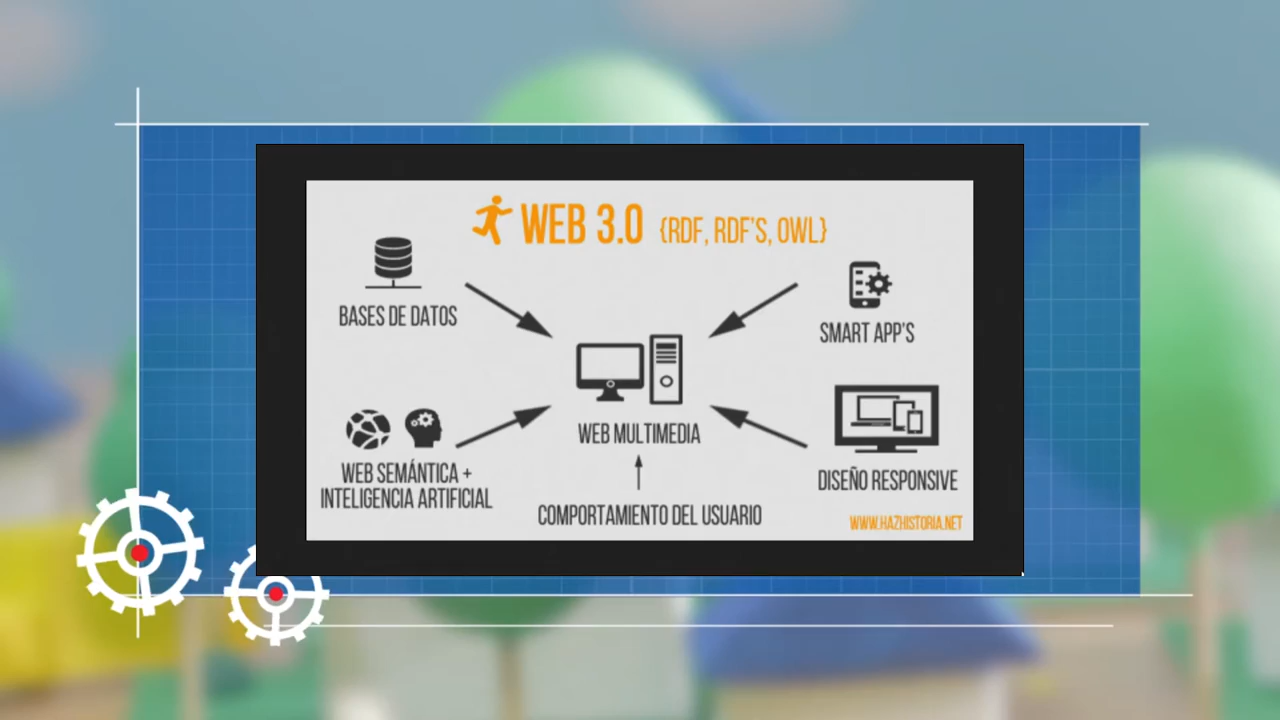 WEB 3.0 {RDF, RDF'S, OWL}
BASES DE DATOS
SMART APP'S
WEB MULTIMEDIA
WEB SEMÁNTICA +
INTELIGENCIA ARTIFICIAL
DISEÑO RESPONSIVE
COMPORTAMIENTO DEL USUARIO
WWW.HAZHISTORIA.NET